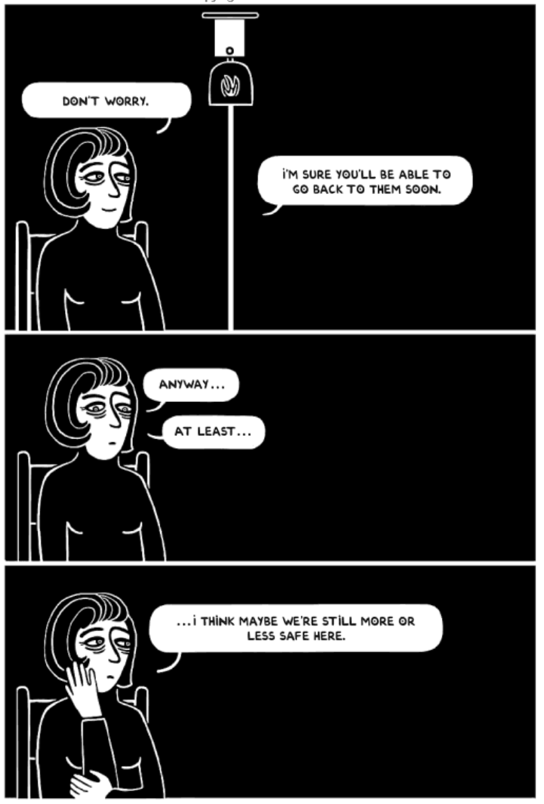 DON'T WORRY.
i'M SURE YOU'LL BE ABLE TO
GO BACK TO THEM SOON.
ANYWAY...
AT LEAST...
...i THINK MAYBE WE'RE STiLL MORE OR
LESS SAFE HERE.